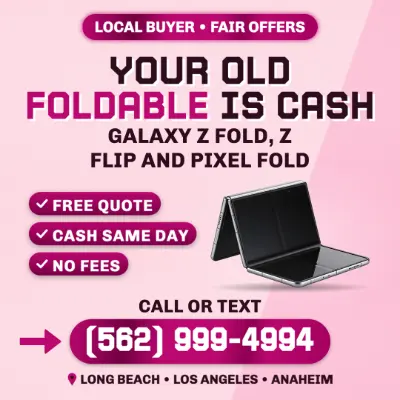 LOCAL BUYER • FAIR OFFERS
YOUR OLD
FOLDABLE IS CASH
GALAXY Z FOLD, Z
FLIP AND PIXEL FOLD
FREE QUOTE
CASH SAME DAY
NO FEES
CALL OR TEXT
(562) 999-4994
LONG BEACH • LOS ANGELES • ANAHEIM